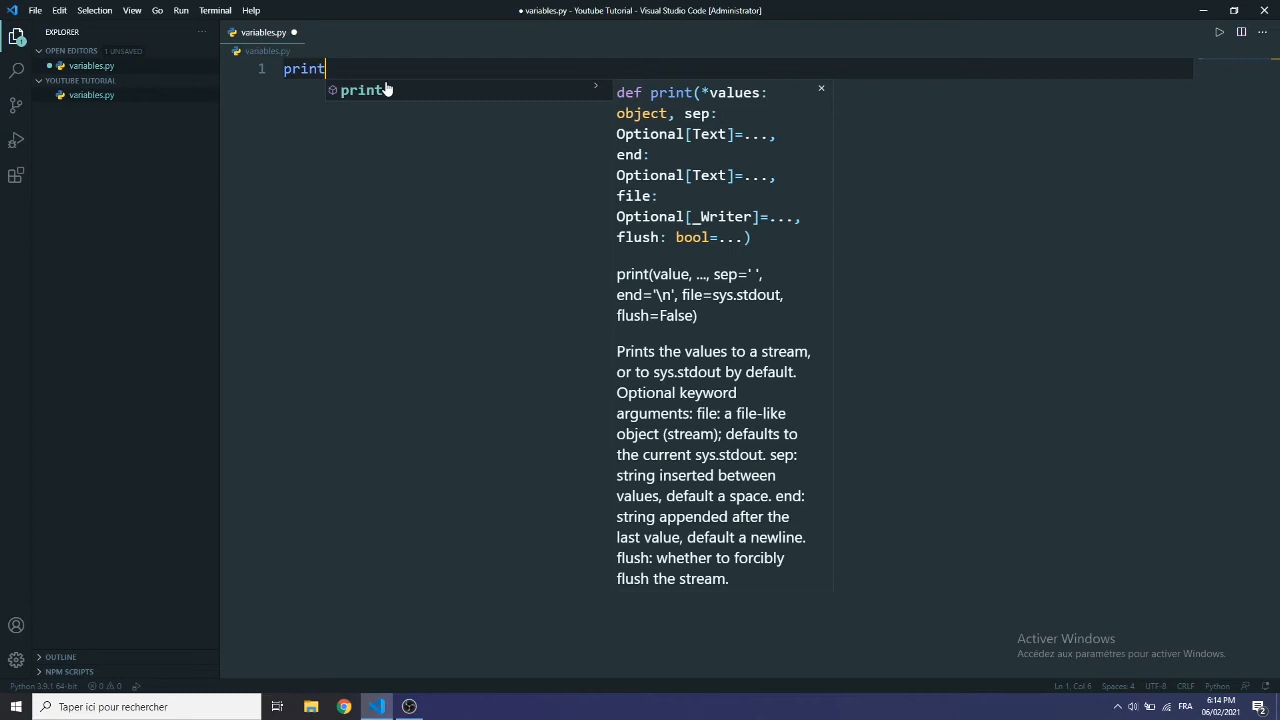 File Edit Selection View Go Run Terminal Help
● variables.py - Youtube Tutorial - Visual Studio Code [Administrator]
EXPLORER
···
variables.py ●
OPEN EDITORS 1 UNSAVED
variables.py
● variables.py
YOUTUBE TUTORIAL
variables.py
1 print
print
def print(*values:
object, sep:
Optional[Text]=...,
end:
Optional[Text]=...,
file:
Optional[_Writer]=...,
flush: bool=...)
print(value, ..., sep=' ',
end='\n', file=sys.stdout,
flush=False)
Prints the values to a stream,
or to sys.stdout by default.
Optional keyword
arguments: file: a file-like
object (stream); defaults to
the current sys.stdout. sep:
string inserted between
values, default a space. end:
string appended after the
last value, default a newline.
flush: whether to forcibly
flush the stream.
Activer Windows
Accédez aux paramètres pour activer Windows.
OUTLINE
NPM SCRIPTS
Python 3.9.1 64-bit 0 0
Ln 1, Col 6 Spaces: 4 UTF-8 CRLF Python
Taper ici pour rechercher
FRA
6:14 PM
06/02/2021
2